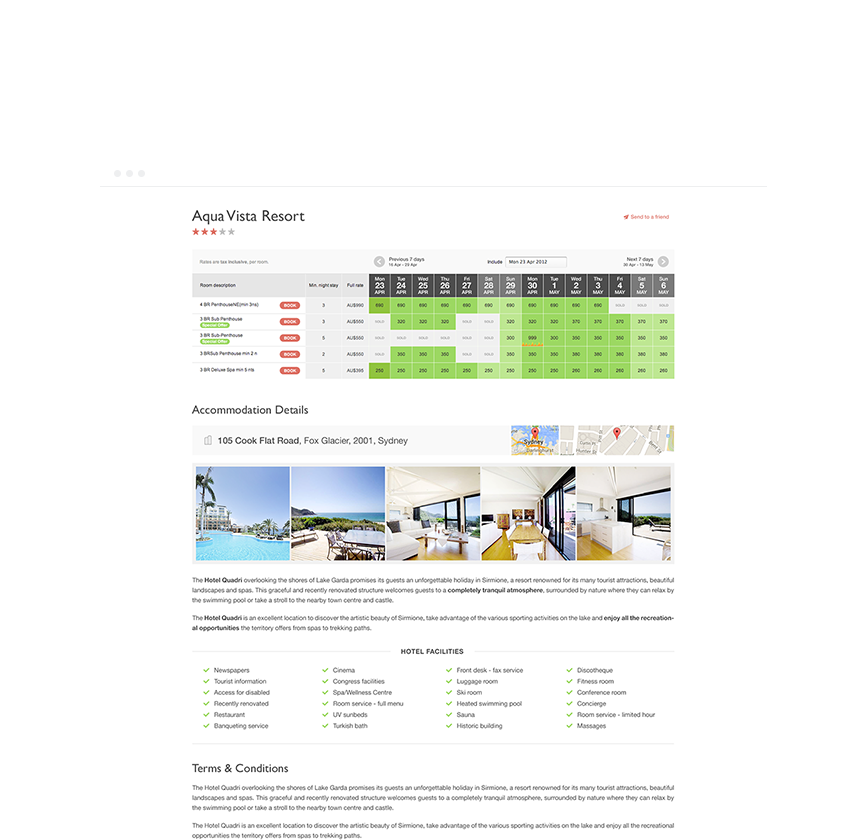 Aqua Vista Resort
Send to a friend
Rates are tax inclusive, per room.
Previous 7 days
Include
Mon 23 Apr 2012
Next 7 days
30 Apr - 13 May
Room description Min. night stay Full rate Mon 23 APR Tue 24 APR Wed 25 APR Thu 26 APR Fri 27 APR Sat 28 APR Sun 29 APR Mon 30 APR Tue 1 MAY Wed 2 MAY Thu 3 MAY Fri 4 MAY Sat 5 MAY Sun 6 MAY
4 BR PenthouseNE(min 3nts) BOOK 3 AU$990 690 690 690 690 690 690 690 690 690 690 690 SOLD SOLD SOLD
3 BR Sub Penthouse BOOK 3 AU$550 SOLD 320 320 320 SOLD SOLD 320 320 320 370 370 370 370 370
Special Offer
3 BR Sub-Penthouse BOOK 5 AU$550 SOLD SOLD SOLD SOLD SOLD SOLD 300 999 300 350 350 350 350 350
Special Offer
3 BRSub Penthouse min 2 n BOOK 2 AU$550 SOLD 350 350 350 SOLD SOLD 350 350 350 380 380 380 380 380
3 BR Deluxe Spa min 5 nts BOOK 5 AU$395 250 250 250 250 250 250 250 250 250 260 260 260 260 260
Accommodation Details
105 Cook Flat Road, Fox Glacier, 2001, Sydney
Sydney
Darlinghurst
The Hotel Quadri overlooking the shores of Lake Garda promises its guests an unforgettable holiday in Sirmione, a resort renowned for its many tourist attractions, beautiful
landscapes and spas. This graceful and recently renovated structure welcomes guests to a completely tranquil atmosphere, surrounded by nature where they can relax by
the swimming pool or take a stroll to the nearby town centre and castle.
The Hotel Quadri is an excellent location to discover the artistic beauty of Sirmione, take advantage of the various sporting activities on the lake and enjoy all the recreation-
al opportunities the territory offers from spas to trekking paths.
HOTEL FACILITIES
Newspapers Cinema Front desk - fax service Discotheque
Tourist information Congress facilities Luggage room Fitness room
Access for disabled Spa/Wellness Centre Ski room Conference room
Recently renovated Room service - full menu Heated swimming pool Concierge
Restaurant UV sunbeds Sauna Room service - limited hour
Banqueting service Turkish bath Historic building Massages
Terms & Conditions
The Hotel Quadri overlooking the shores of Lake Garda promises its guests an unforgettable holiday in Sirmione, a resort renowned for its many tourist attractions, beautiful
landscapes and spas. This graceful and recently renovated structure welcomes guests to a completely tranquil atmosphere, surrounded by nature where they can relax by
the swimming pool or take a stroll to the nearby town centre and castle.
The Hotel Quadri is an excellent location to discover the artistic beauty of Sirmione, take advantage of the various sporting activities on the lake and enjoy all the recreational
opportunities the territory offers from spas to trekking paths.